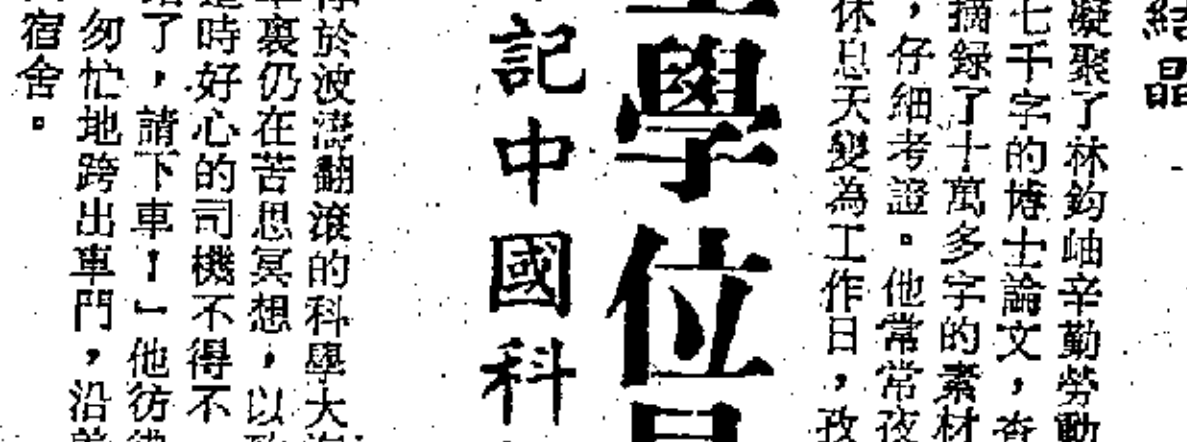 結晶
凝聚了林鈞岫辛勤勞動
七千字的博士論文，查
摘錄了十萬多字的素材
，仔細考證。他常常夜
休息天變為工作日，孜
學位
記中國科
於波濤翻滾的科學大海
裏仍在苦思冥想，以致
時好心的司機不得不
了，請下車！」他彷彿
匆忙地跨出車門，沿着
宿舍。